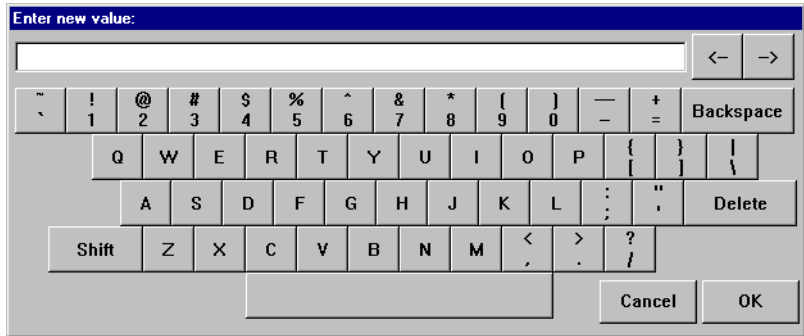 Enter new value:
<- ->
~ ! @ # $ % ^ & * ( ) — +
` 1 2 3 4 5 6 7 8 9 0 - = Backspace
Q W E R T Y U I O P { } |
[ ] \
A S D F G H J K L : " Delete
; '
Shift Z X C V B N M < > ?
, . /
Cancel OK